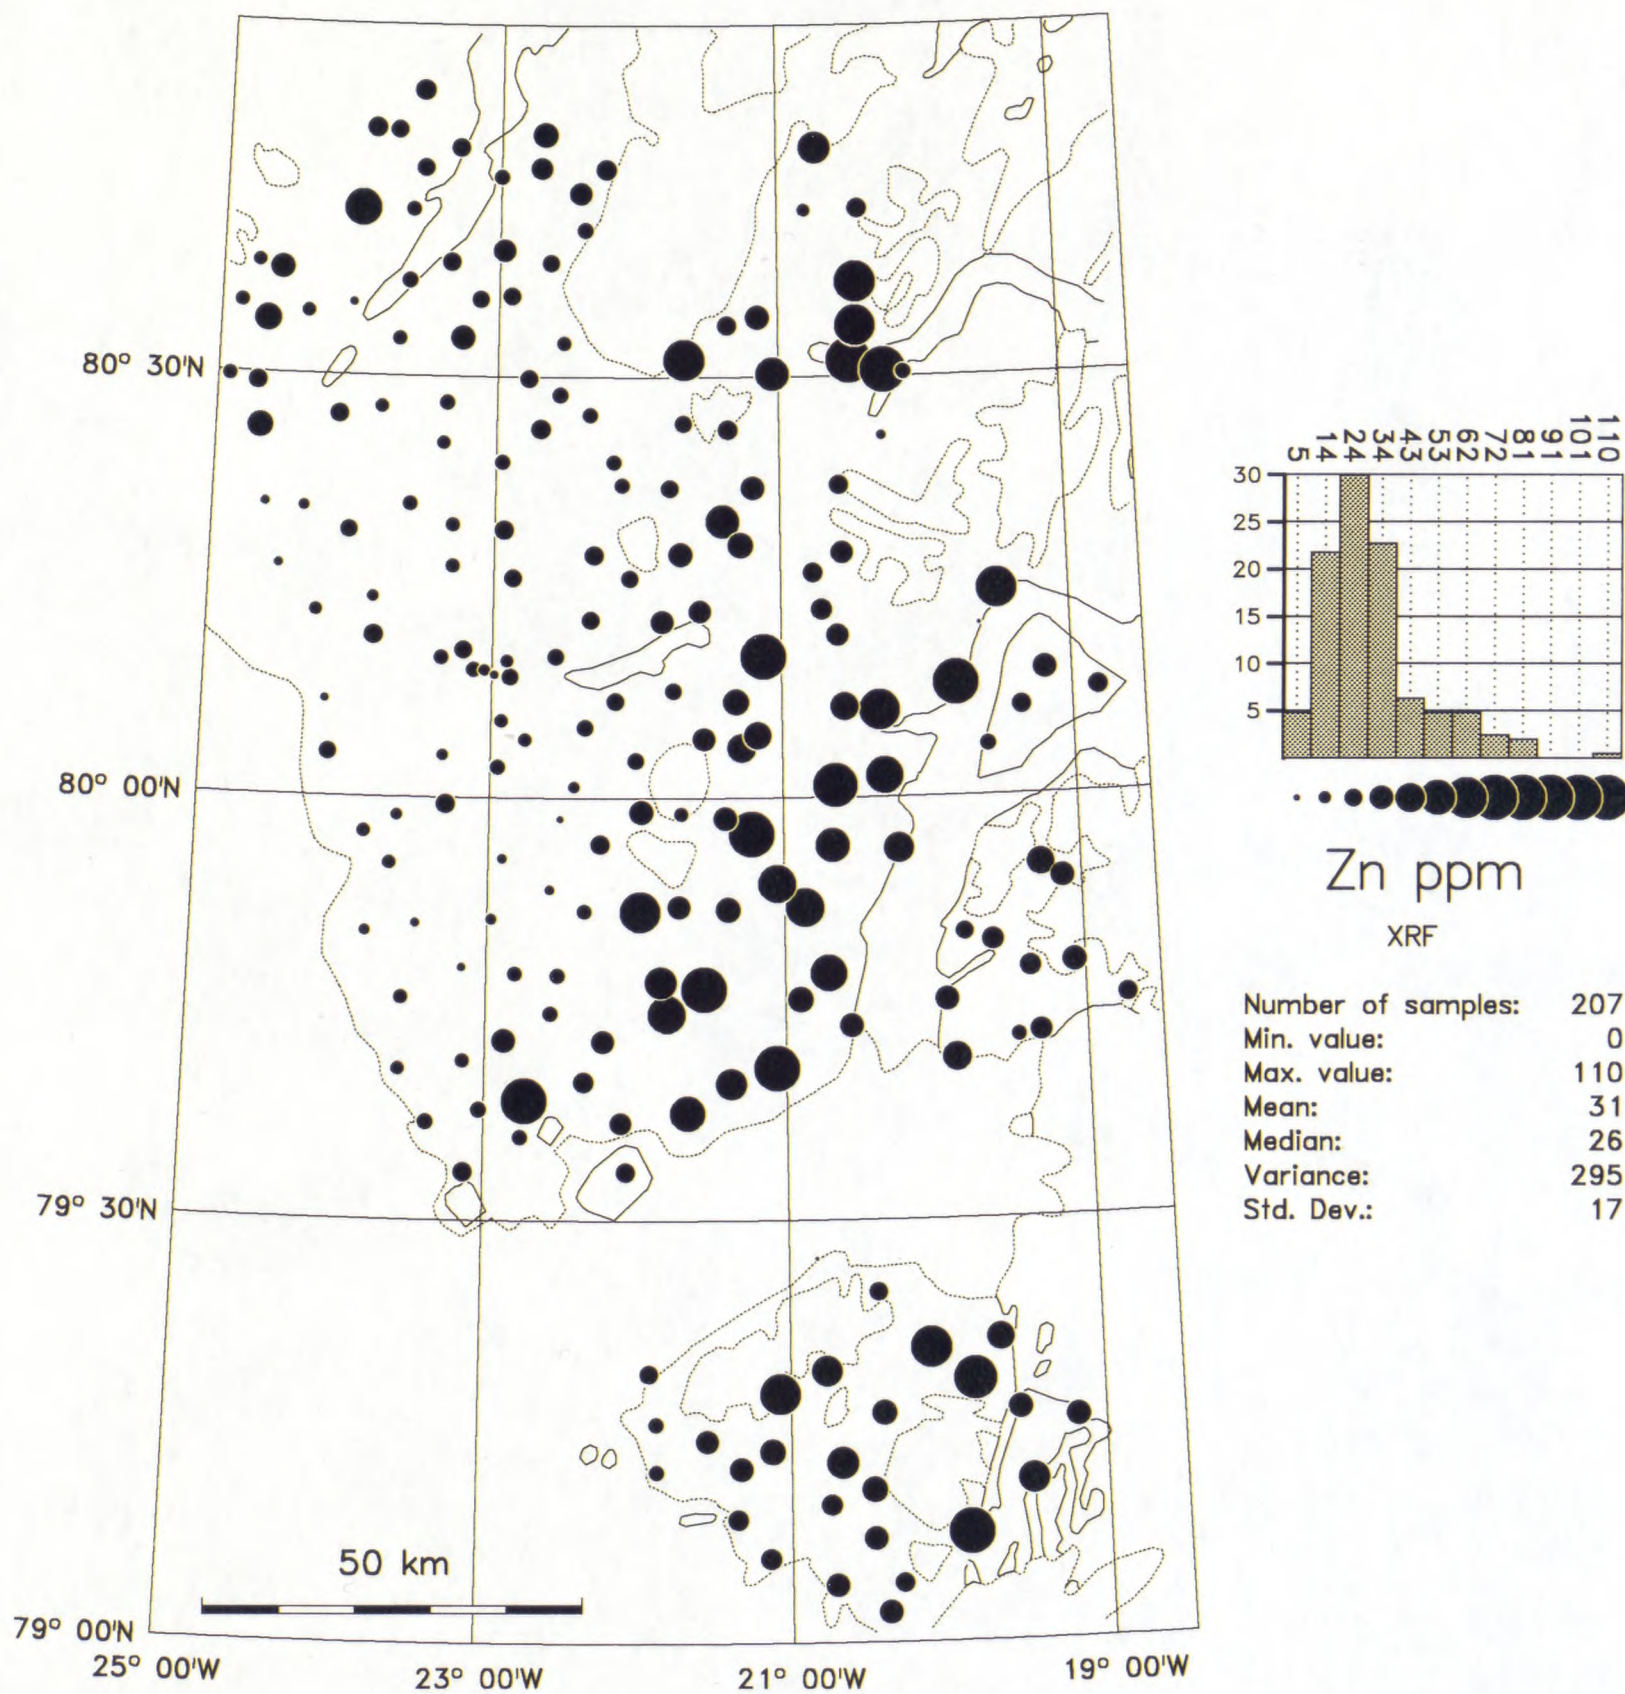 80° 30'N
80° 00'N
79° 30'N
79° 00'N
25° 00'W
23° 00'W
21° 00'W
19° 00'W
50 km
5 14 24 34 43 53 62 72 81 91 101 110
30
25
20
15
10
5
Zn ppm
XRF
Number of samples: 207
Min. value: 0
Max. value: 110
Mean: 31
Median: 26
Variance: 295
Std. Dev.: 17